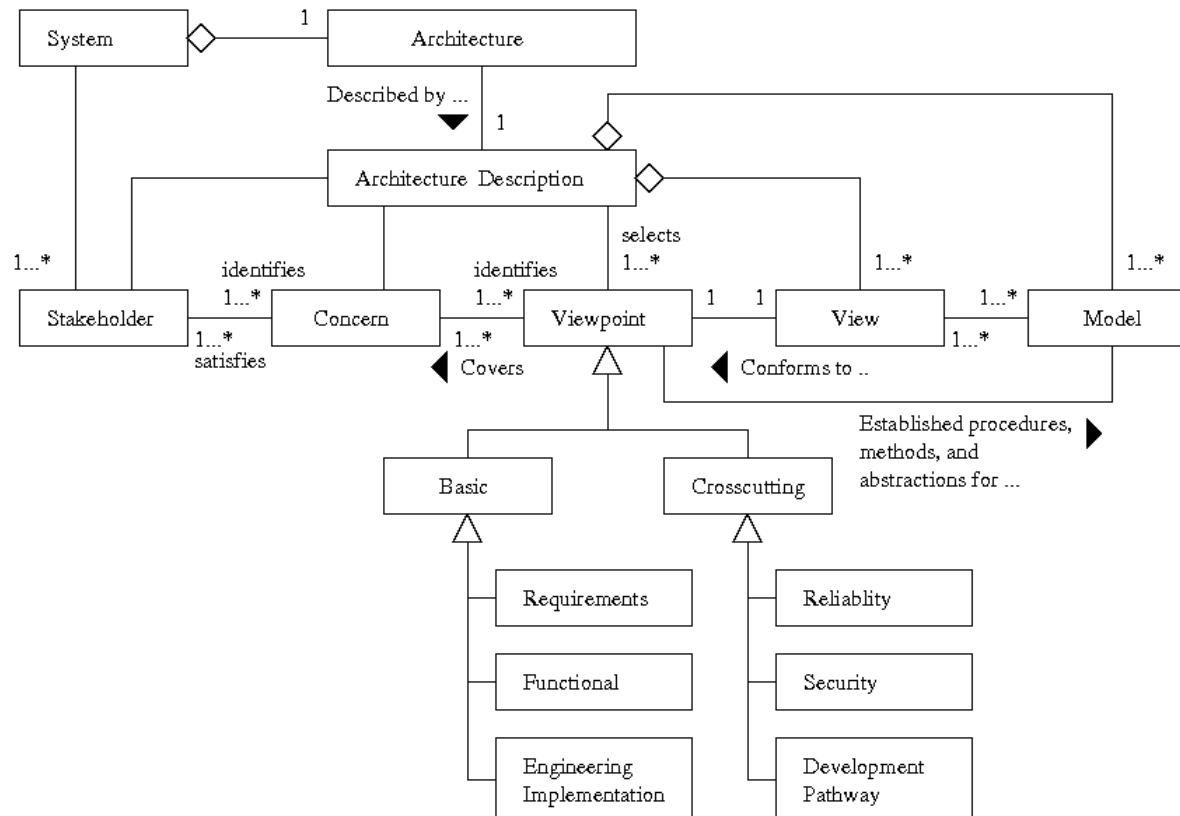 System
1
Architecture
Described by ...
1
Architecture Description
selects
1...*
identifies
1...*
identifies
1...*
1...*
1...*
1...*
Stakeholder
Concern
Viewpoint
1
1
View
1...*
Model
1...*
satisfies
1...*
1...*
Covers
Conforms to ..
Established procedures,
methods, and
abstractions for ...
Basic
Crosscutting
Requirements
Reliablity
Functional
Security
Engineering
Implementation
Development
Pathway